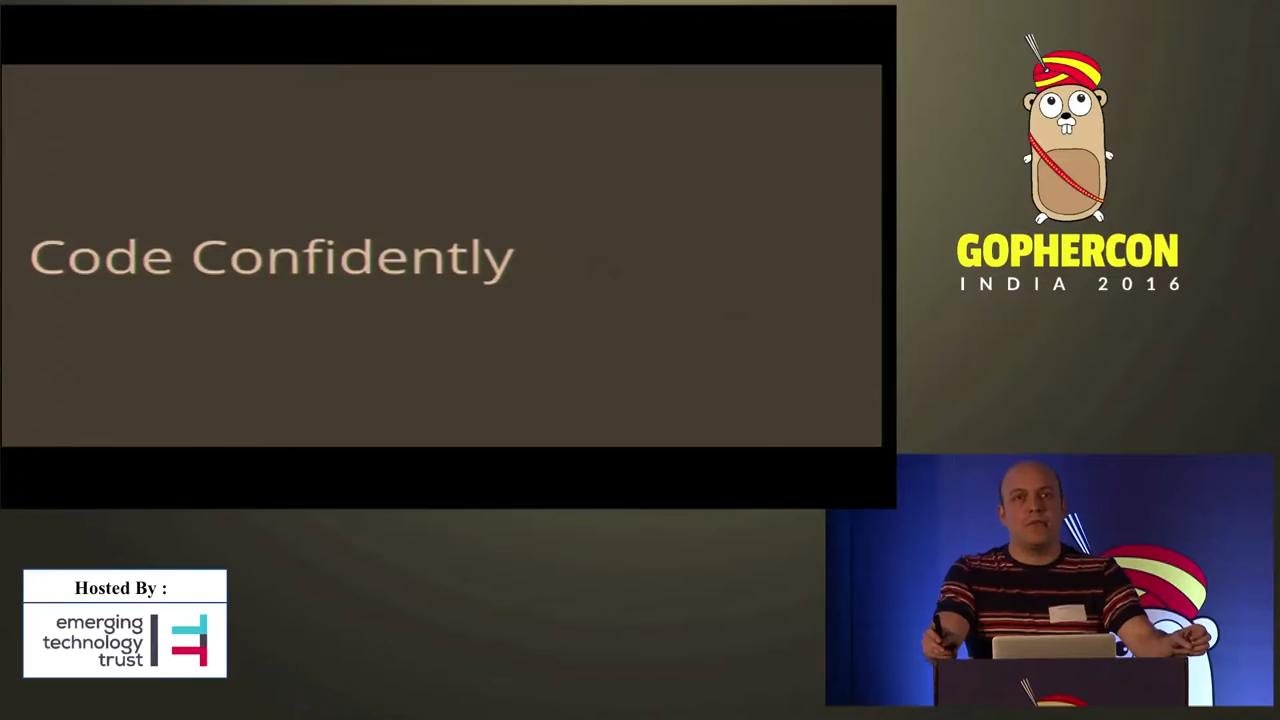 Code Confidently
GOPHERCON
INDIA 2016
Hosted By :
emerging
technology
trust